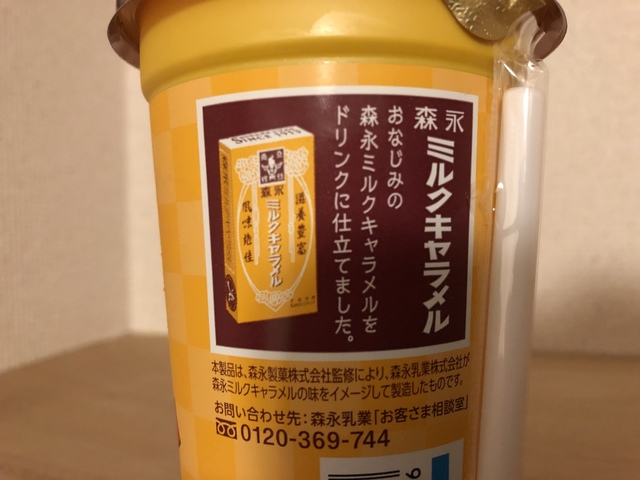 森永
ミルクキャラメル
おなじみの
森永ミルクキャラメルを
ドリンクに仕立てました。
森永
ミルクキャラメル
滋養豊富
風味絶佳
本製品は、森永製菓株式会社監修により、森永乳業株式会社が
森永ミルクキャラメルの味をイメージして製造したものです。
お問い合わせ先：森永乳業「お客さま相談室」
0120-369-744
9